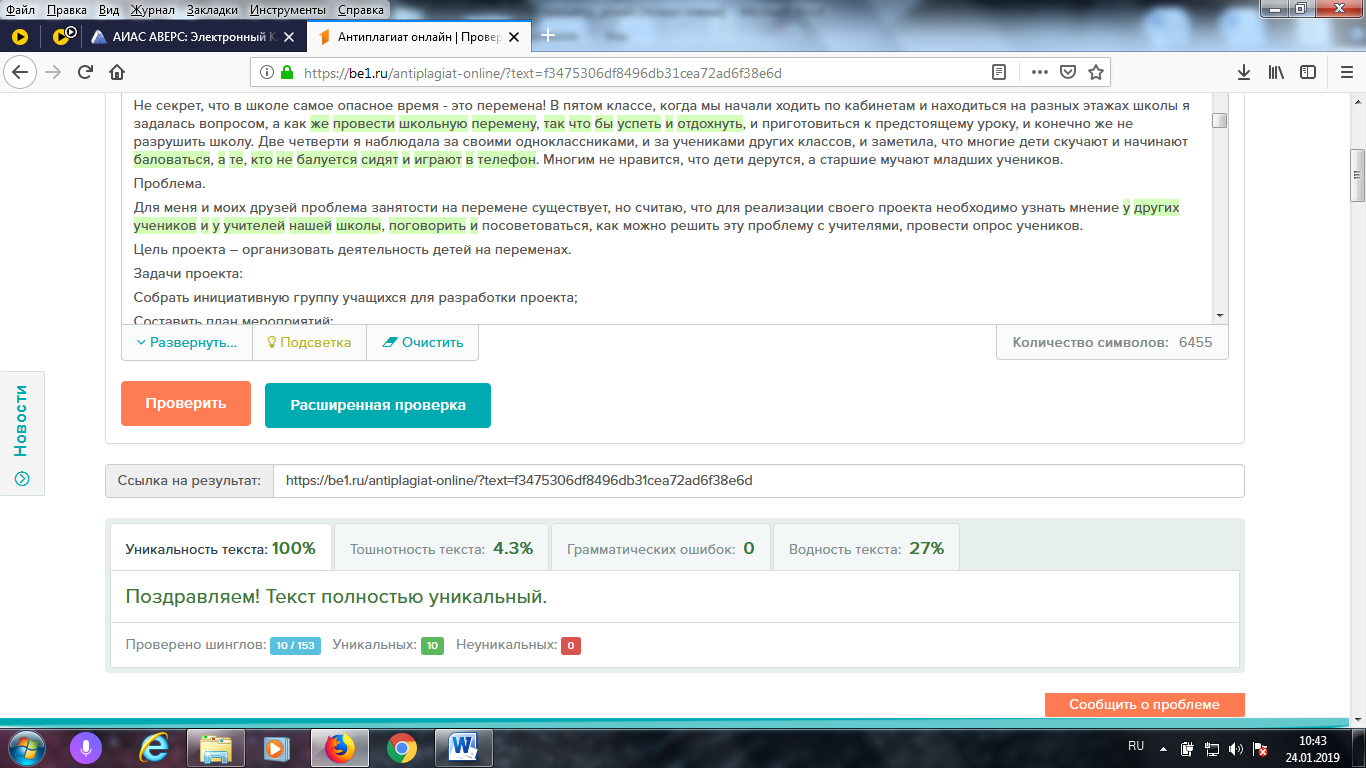 Файл Правка Вид Журнал Закладки Инструменты Справка
АИАС АВЕРС: Электронный К Антиплагиат онлайн | Провер
https://be1.ru/antiplagiat-online/?text=f3475306df8496db31cea72ad6f38e6d
Не секрет, что в школе самое опасное время - это перемена! В пятом классе, когда мы начали ходить по кабинетам и находиться на разных этажах школы я
задалась вопросом, а как же провести школьную перемену, так что бы успеть и отдохнуть, и приготовиться к предстоящему уроку, и конечно же не
разрушить школу. Две четверти я наблюдала за своими одноклассниками, и за учениками других классов, и заметила, что многие дети скучают и начинают
баловаться, а те, кто не балуется сидят и играют в телефон. Многим не нравится, что дети дерутся, а старшие мучают младших учеников.
Проблема.
Для меня и моих друзей проблема занятости на перемене существует, но считаю, что для реализации своего проекта необходимо узнать мнение у других
учеников и у учителей нашей школы, поговорить и посоветоваться, как можно решить эту проблему с учителями, провести опрос учеников.
Цель проекта – организовать деятельность детей на переменах.
Задачи проекта:
Собрать инициативную группу учащихся для разработки проекта;
Составить план мероприятий;
Развернуть... Подсветка Очистить Количество символов: 6455
Проверить Расширенная проверка
Новости
Ссылка на результат: https://be1.ru/antiplagiat-online/?text=f3475306df8496db31cea72ad6f38e6d
Уникальность текста: 100% Тошнотность текста: 4.3% Грамматических ошибок: 0 Водность текста: 27%
Поздравляем! Текст полностью уникальный.
Проверено шинглов: 10 / 153 Уникальных: 10 Неуникальных: 0
Сообщить о проблеме
RU 10:43
24.01.2019